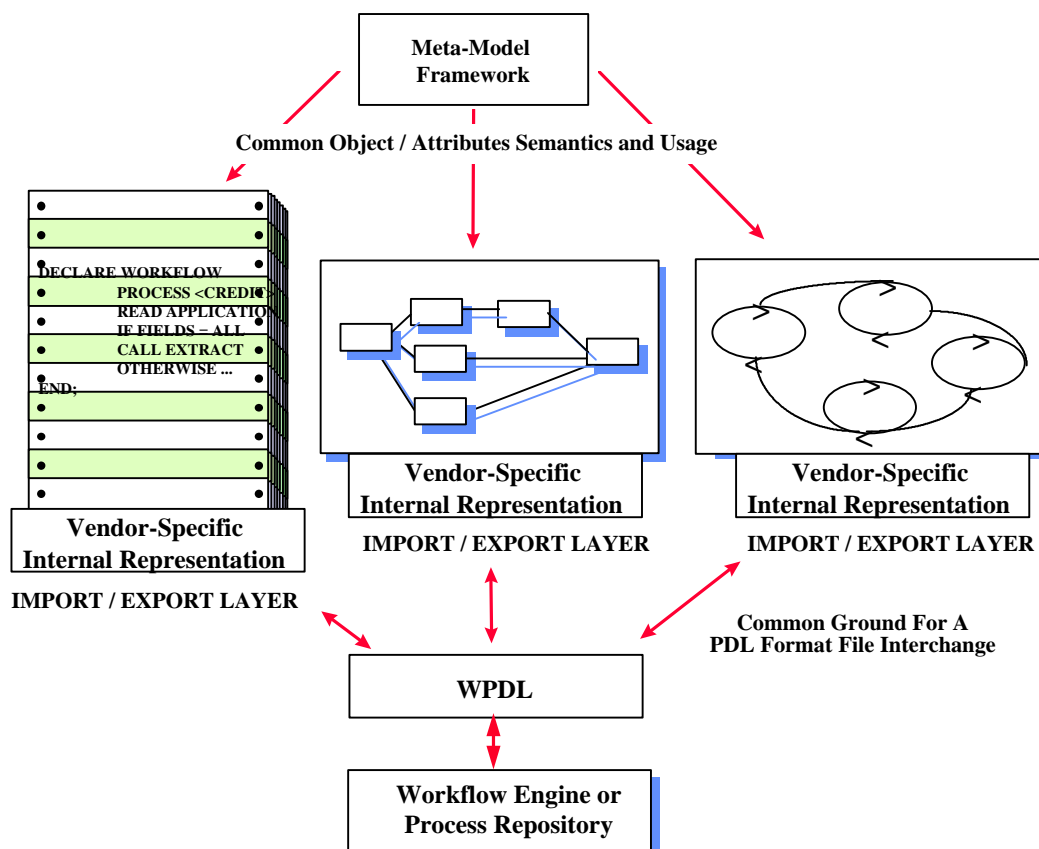 Meta-Model
Framework
Common Object / Attributes Semantics and Usage
DECLARE WORKFLOW
PROCESS <CREDIT>
READ APPLICATION
IF FIELDS = ALL
CALL EXTRACT
OTHERWISE ...
END;
Vendor-Specific
Internal Representation
IMPORT / EXPORT LAYER
Vendor-Specific
Internal Representation
IMPORT / EXPORT LAYER
Vendor-Specific
Internal Representation
IMPORT / EXPORT LAYER
Common Ground For A
PDL Format File Interchange
WPDL
Workflow Engine or
Process Repository